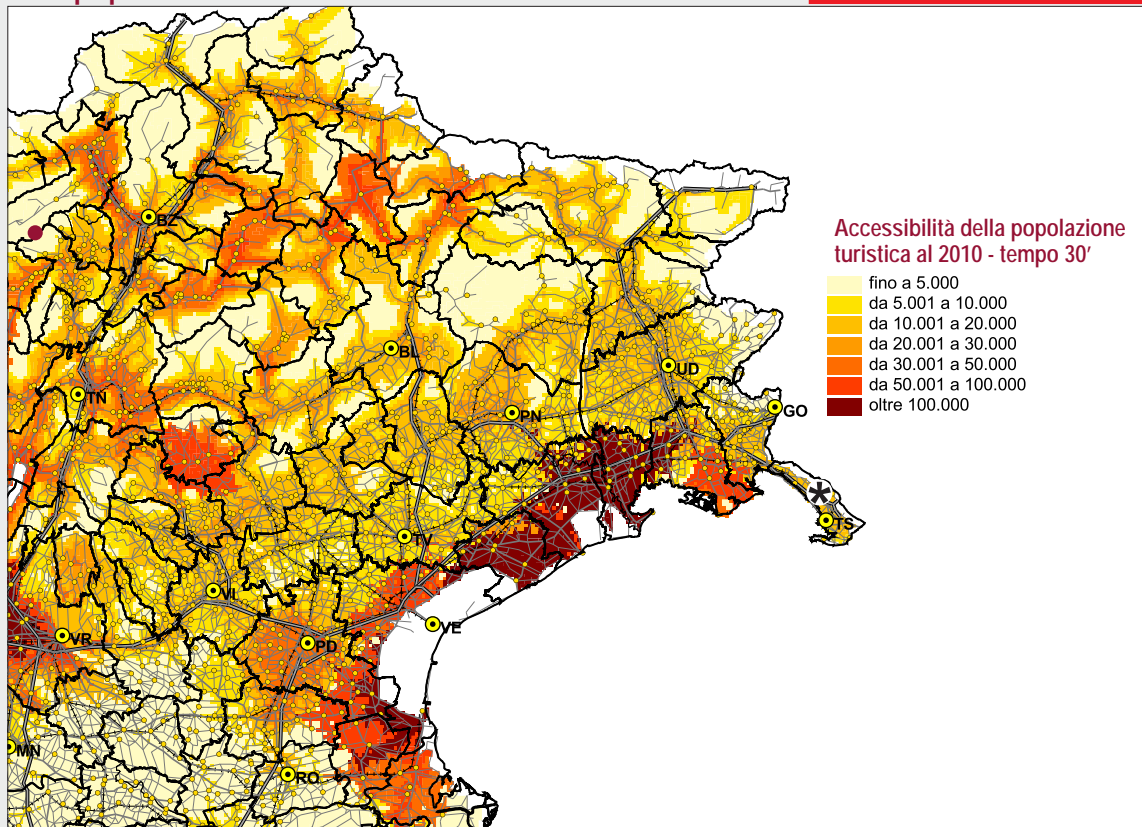 Accessibilità della popolazione
turistica al 2010 - tempo 30'
fino a 5.000
da 5.001 a 10.000
da 10.001 a 20.000
da 20.001 a 30.000
da 30.001 a 50.000
da 50.001 a 100.000
oltre 100.000
BZ
BL
UD
TN
PN
GO
TS
TV
VI
VE
VR
PD
MN
RO